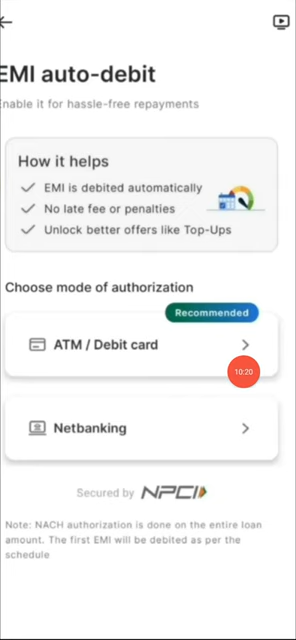 EMI auto-debit
Enable it for hassle-free repayments
How it helps
EMI is debited automatically
No late fee or penalties
Unlock better offers like Top-Ups
Choose mode of authorization
Recommended
ATM / Debit card
10:20
Netbanking
Secured by NPCI
Note: NACH authorization is done on the entire loan
amount. The first EMI will be debited as per the
schedule